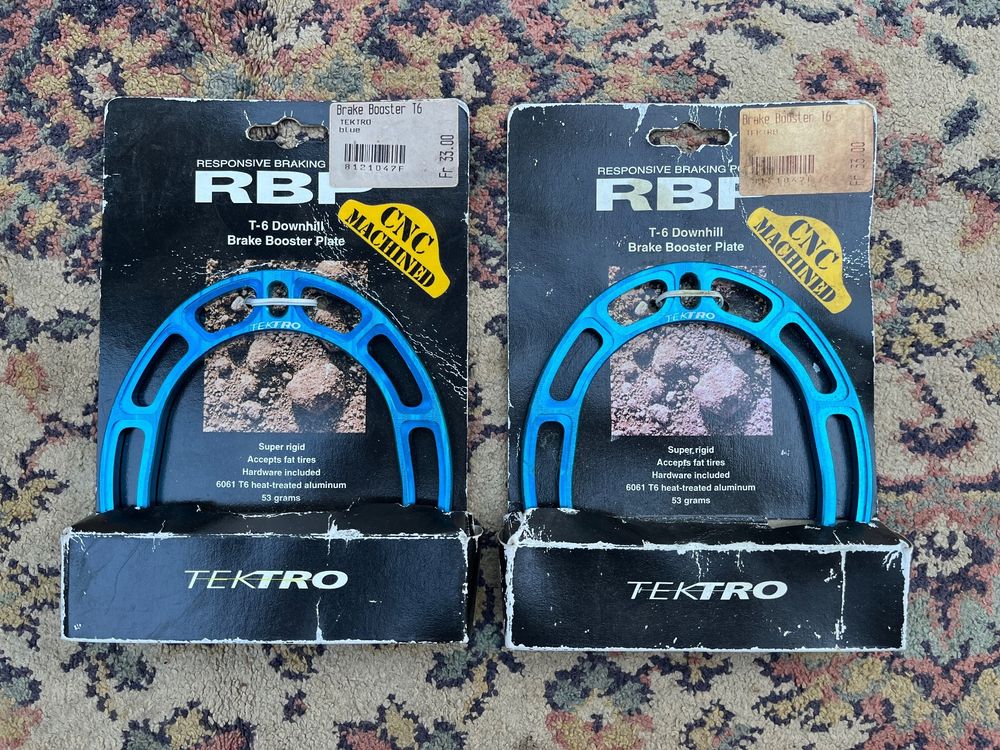 Brake Booster T6
TEKTRO
blue
8121047F
Fr 33.00
RESPONSIVE BRAKING
RBP
T-6 Downhill
Brake Booster Plate
CNC
MACHINED
TEKTRO
Super rigid
Accepts fat tires
Hardware included
6061 T6 heat-treated aluminum
53 grams
TEKTRO
Brake Booster T6
TEKTRO
8121047F
Fr 33.00
RESPONSIVE BRAKING
RBP
T-6 Downhill
Brake Booster Plate
CNC
MACHINED
TEKTRO
Super rigid
Accepts fat tires
Hardware included
6061 T6 heat-treated aluminum
53 grams
TEKTRO